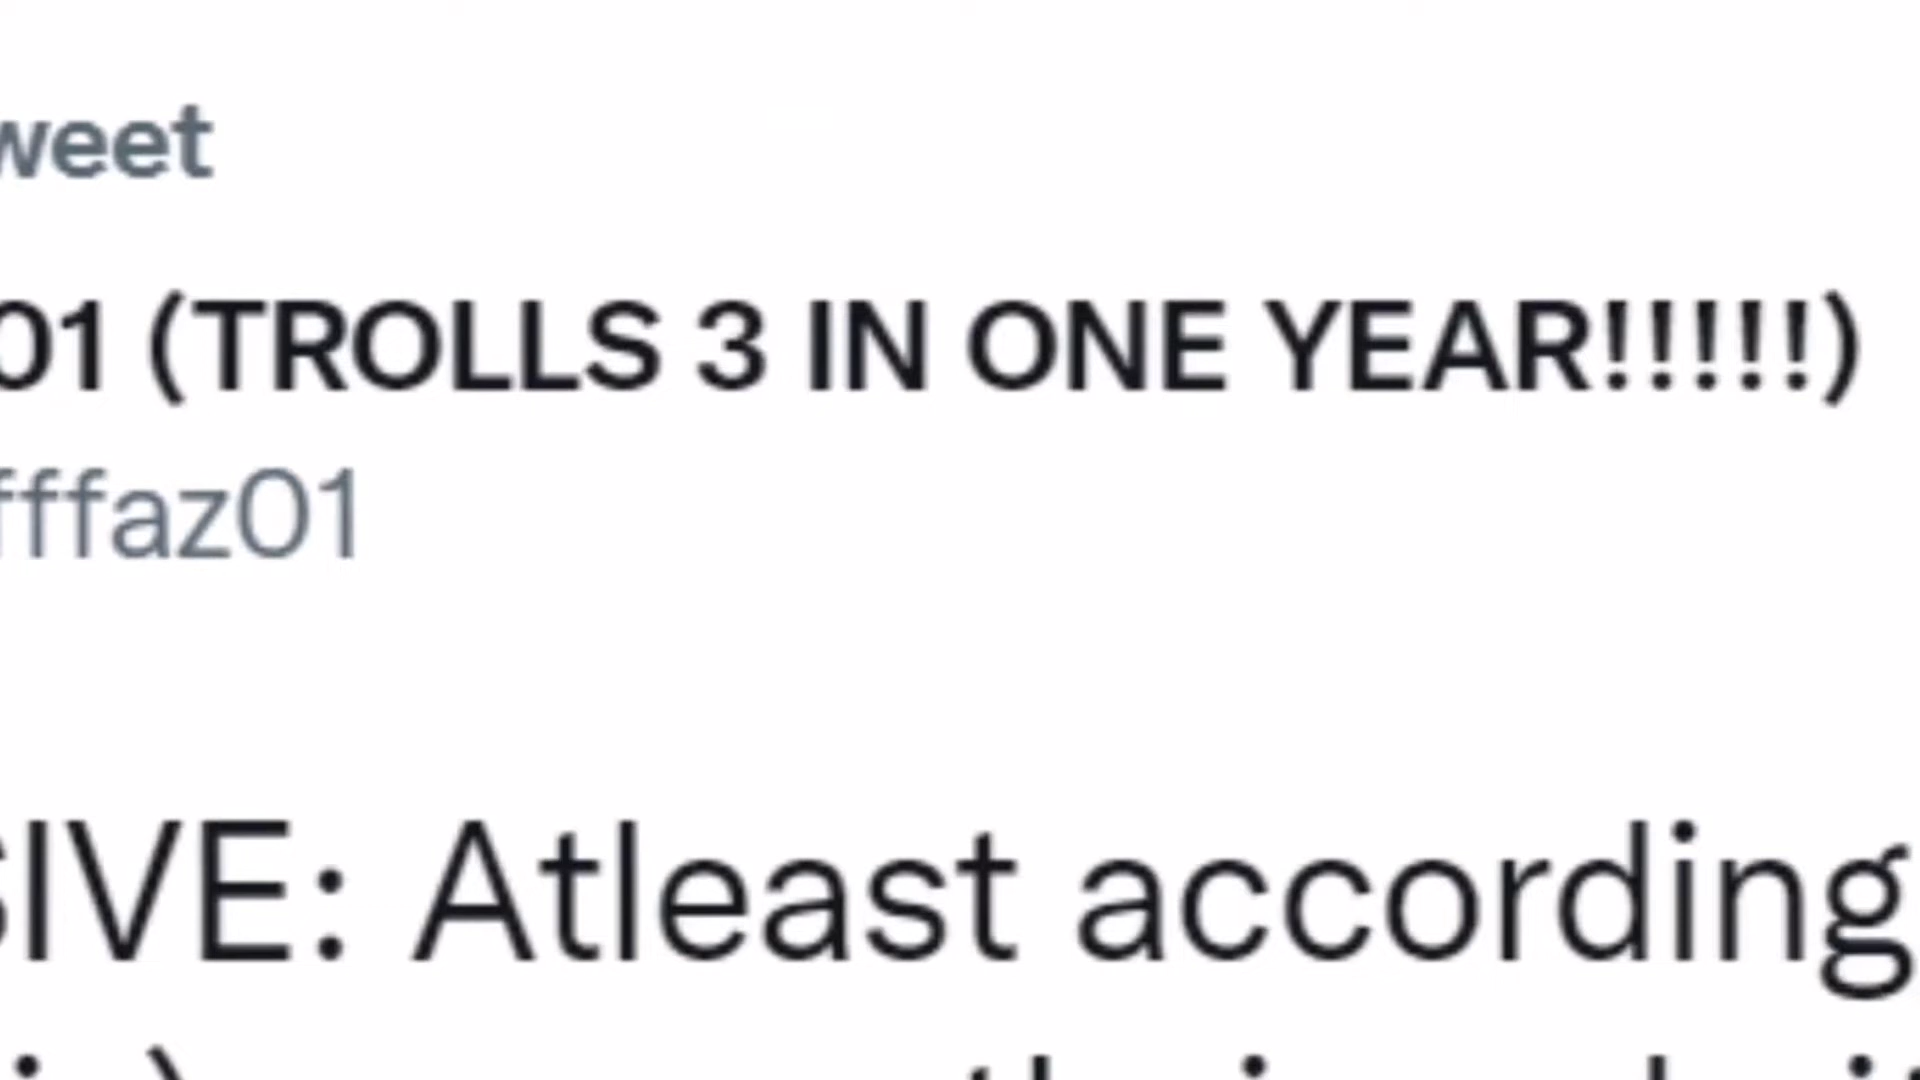 weet
01 (TROLLS 3 IN ONE YEAR!!!!!)
fffaz01
SIVE: Atleast according